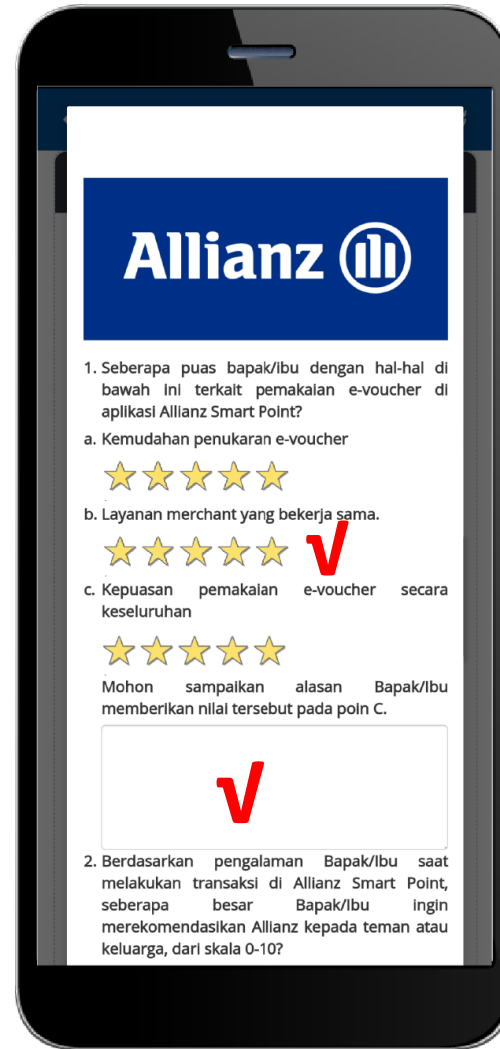 Allianz
1. Seberapa puas bapak/ibu dengan hal-hal di
bawah ini terkait pemakaian e-voucher di
aplikasi Allianz Smart Point?
a. Kemudahan penukaran e-voucher
b. Layanan merchant yang bekerja sama.
√
c. Kepuasan pemakaian e-voucher secara
keseluruhan
Mohon sampaikan alasan Bapak/Ibu
memberikan nilai tersebut pada poin C.
√
2. Berdasarkan pengalaman Bapak/Ibu saat
melakukan transaksi di Allianz Smart Point,
seberapa besar Bapak/Ibu ingin
merekomendasikan Allianz kepada teman atau
keluarga, dari skala 0-10?